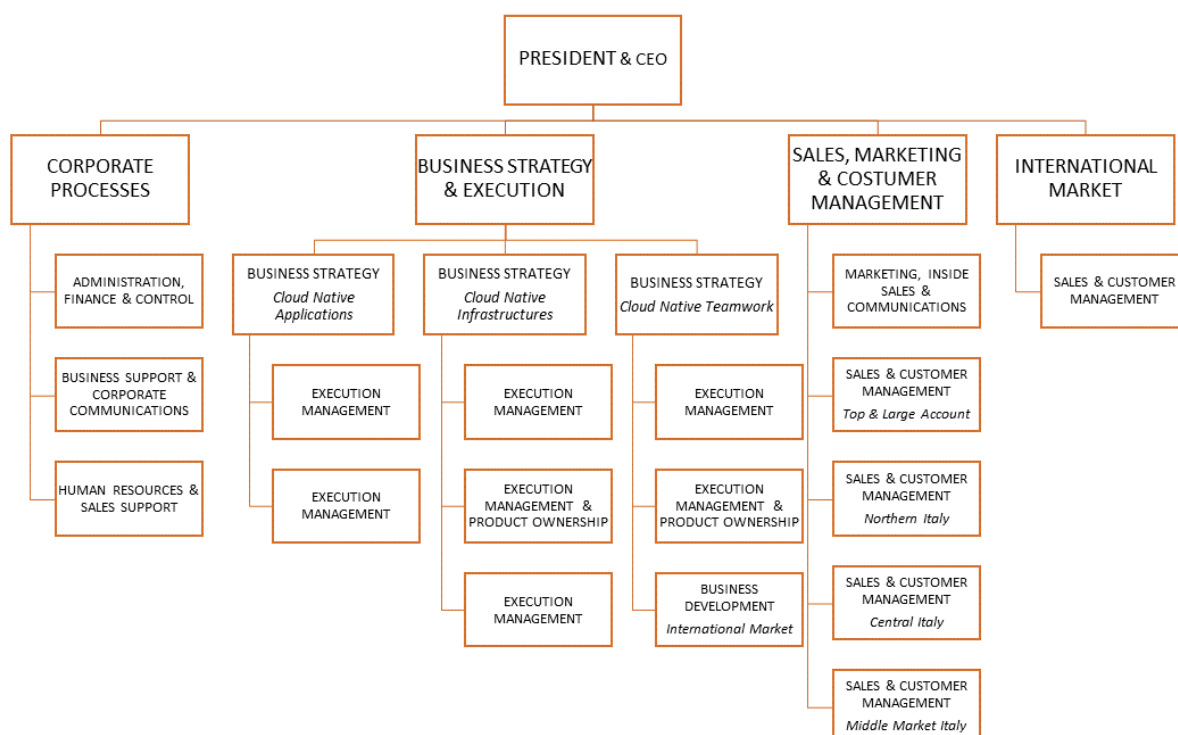 PRESIDENT & CEO
CORPORATE
PROCESSES
BUSINESS STRATEGY
& EXECUTION
SALES, MARKETING
& COSTUMER
MANAGEMENT
INTERNATIONAL
MARKET
ADMINISTRATION,
FINANCE & CONTROL
BUSINESS SUPPORT &
CORPORATE
COMMUNICATIONS
HUMAN RESOURCES &
SALES SUPPORT
BUSINESS STRATEGY
Cloud Native
Applications
EXECUTION
MANAGEMENT
EXECUTION
MANAGEMENT
BUSINESS STRATEGY
Cloud Native
Infrastructures
EXECUTION
MANAGEMENT
EXECUTION
MANAGEMENT &
PRODUCT OWNERSHIP
EXECUTION
MANAGEMENT
BUSINESS STRATEGY
Cloud Native Teamwork
EXECUTION
MANAGEMENT
EXECUTION
MANAGEMENT &
PRODUCT OWNERSHIP
BUSINESS
DEVELOPMENT
International Market
MARKETING, INSIDE
SALES &
COMMUNICATIONS
SALES & CUSTOMER
MANAGEMENT
Top & Large Account
SALES & CUSTOMER
MANAGEMENT
Northern Italy
SALES & CUSTOMER
MANAGEMENT
Central Italy
SALES & CUSTOMER
MANAGEMENT
Middle Market Italy
SALES & CUSTOMER
MANAGEMENT